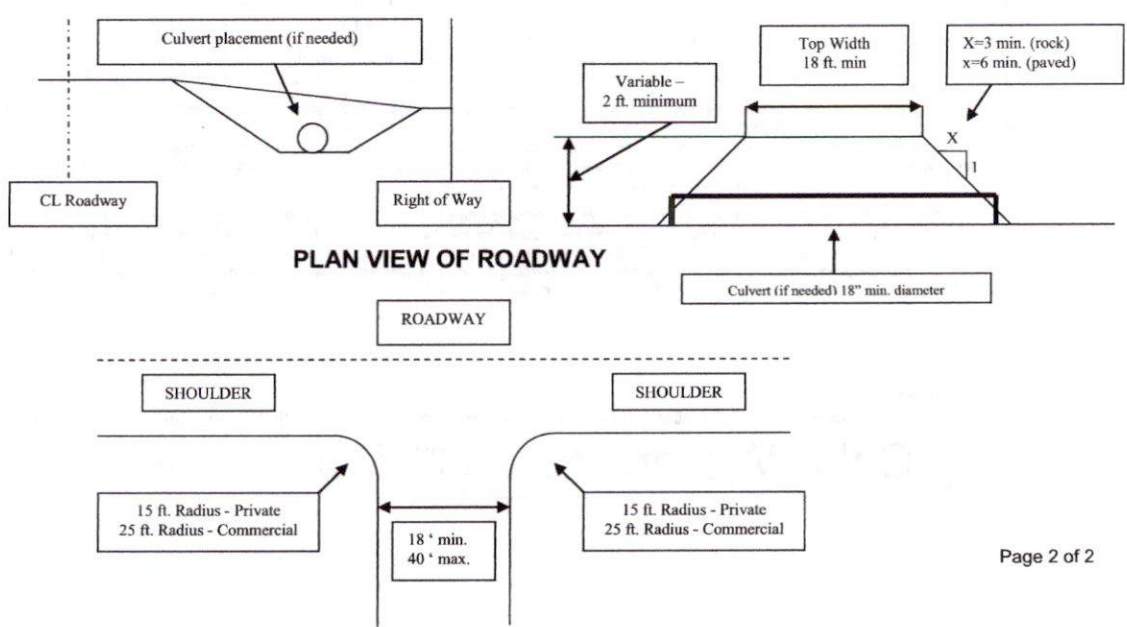 Culvert placement (if needed)
CL Roadway
Right of Way
Top Width
18 ft. min
X=3 min. (rock)
x=6 min. (paved)
Variable –
2 ft. minimum
X
1
Culvert (if needed) 18" min. diameter
PLAN VIEW OF ROADWAY
ROADWAY
SHOULDER
SHOULDER
15 ft. Radius - Private
25 ft. Radius - Commercial
18 ' min.
40 ' max.
15 ft. Radius - Private
25 ft. Radius - Commercial
Page 2 of 2